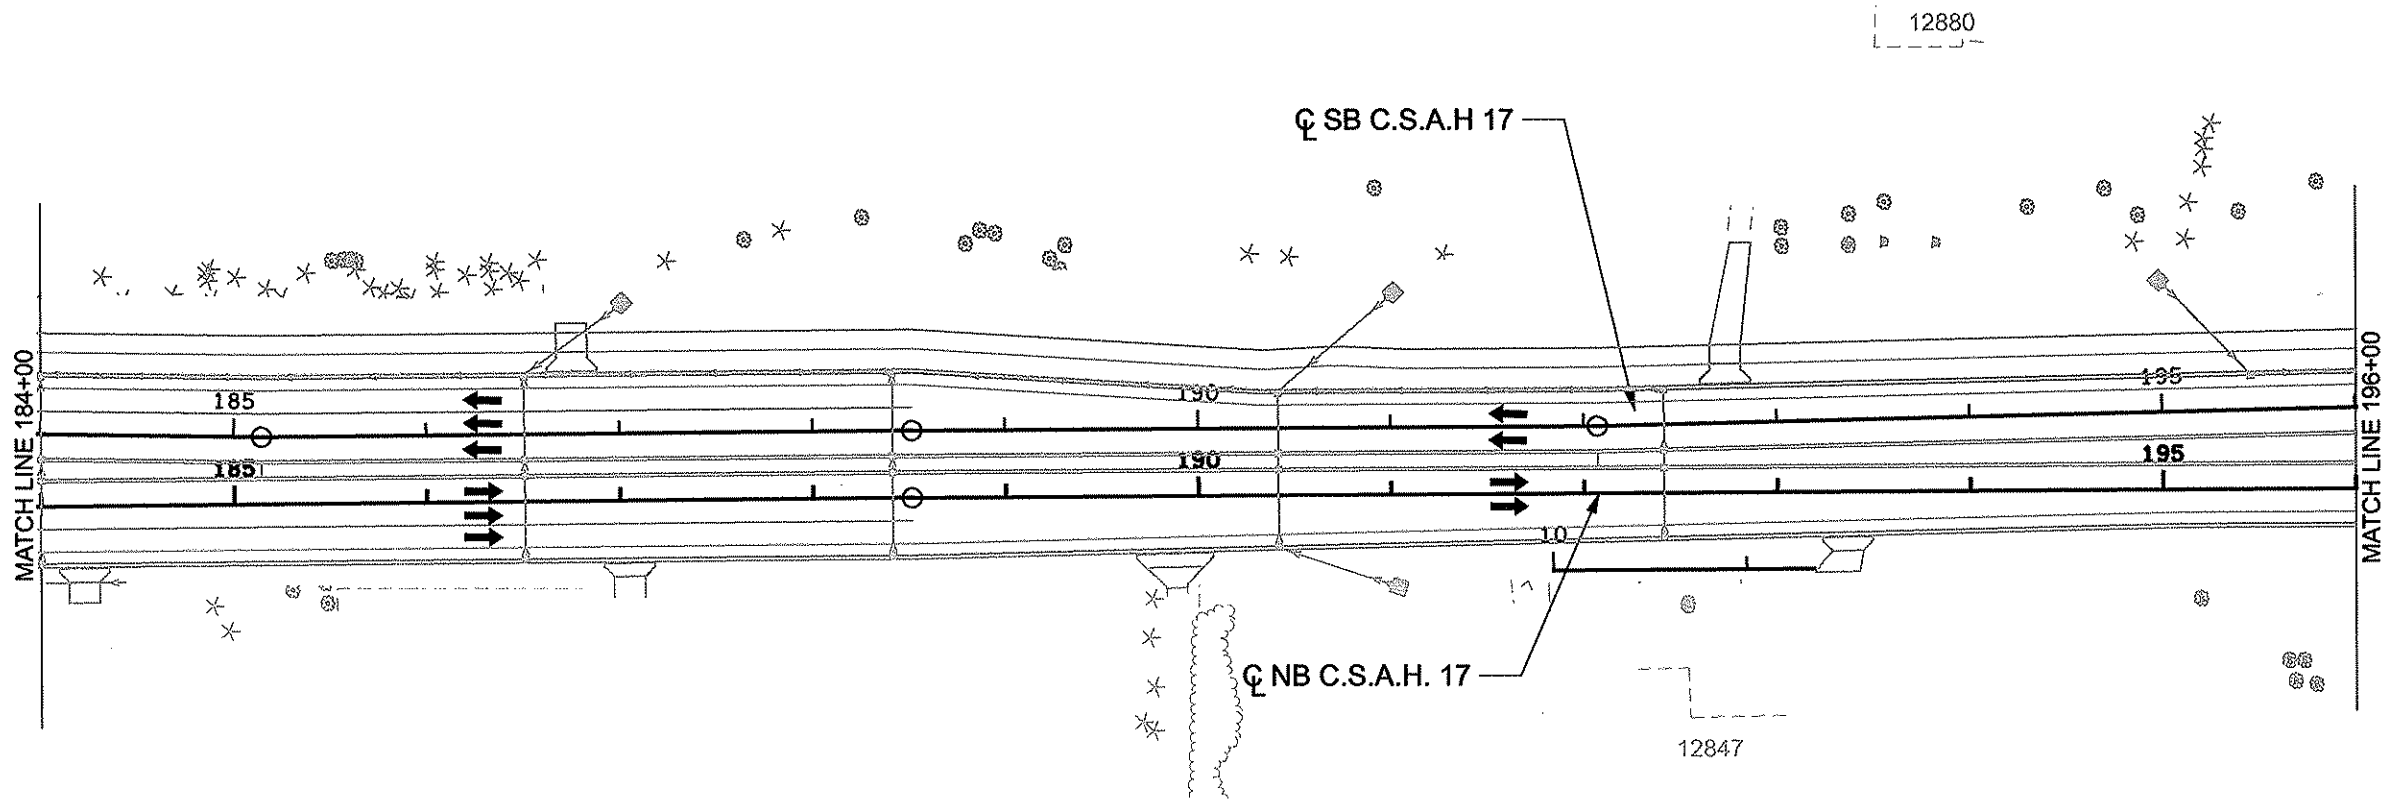 12880
℄ SB C.S.A.H 17
MATCH LINE 184+00
MATCH LINE 196+00
185
190
195
185
190
195
10
℄ NB C.S.A.H. 17
12847